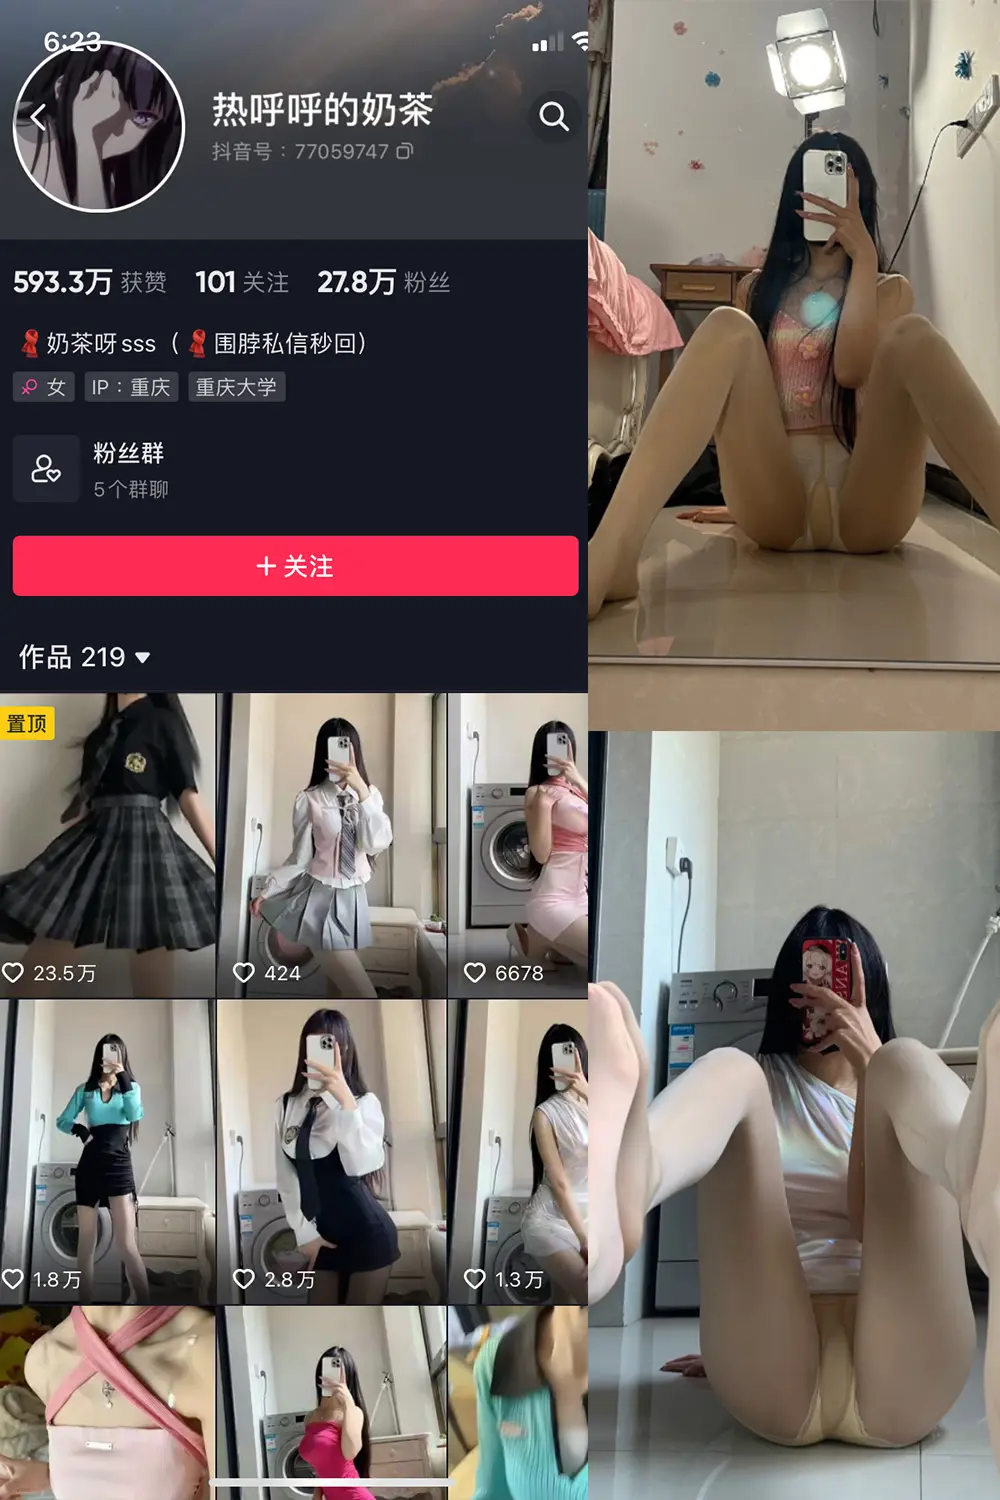 6:23
热呼呼的奶茶
抖音号：77059747
593.3万 获赞 101 关注 27.8万 粉丝
奶茶呀sss（围脖私信秒回）
女 IP：重庆 重庆大学
粉丝群
5个群聊
+ 关注
作品 219
置顶
23.5万 424 6678
1.8万 2.8万 1.3万